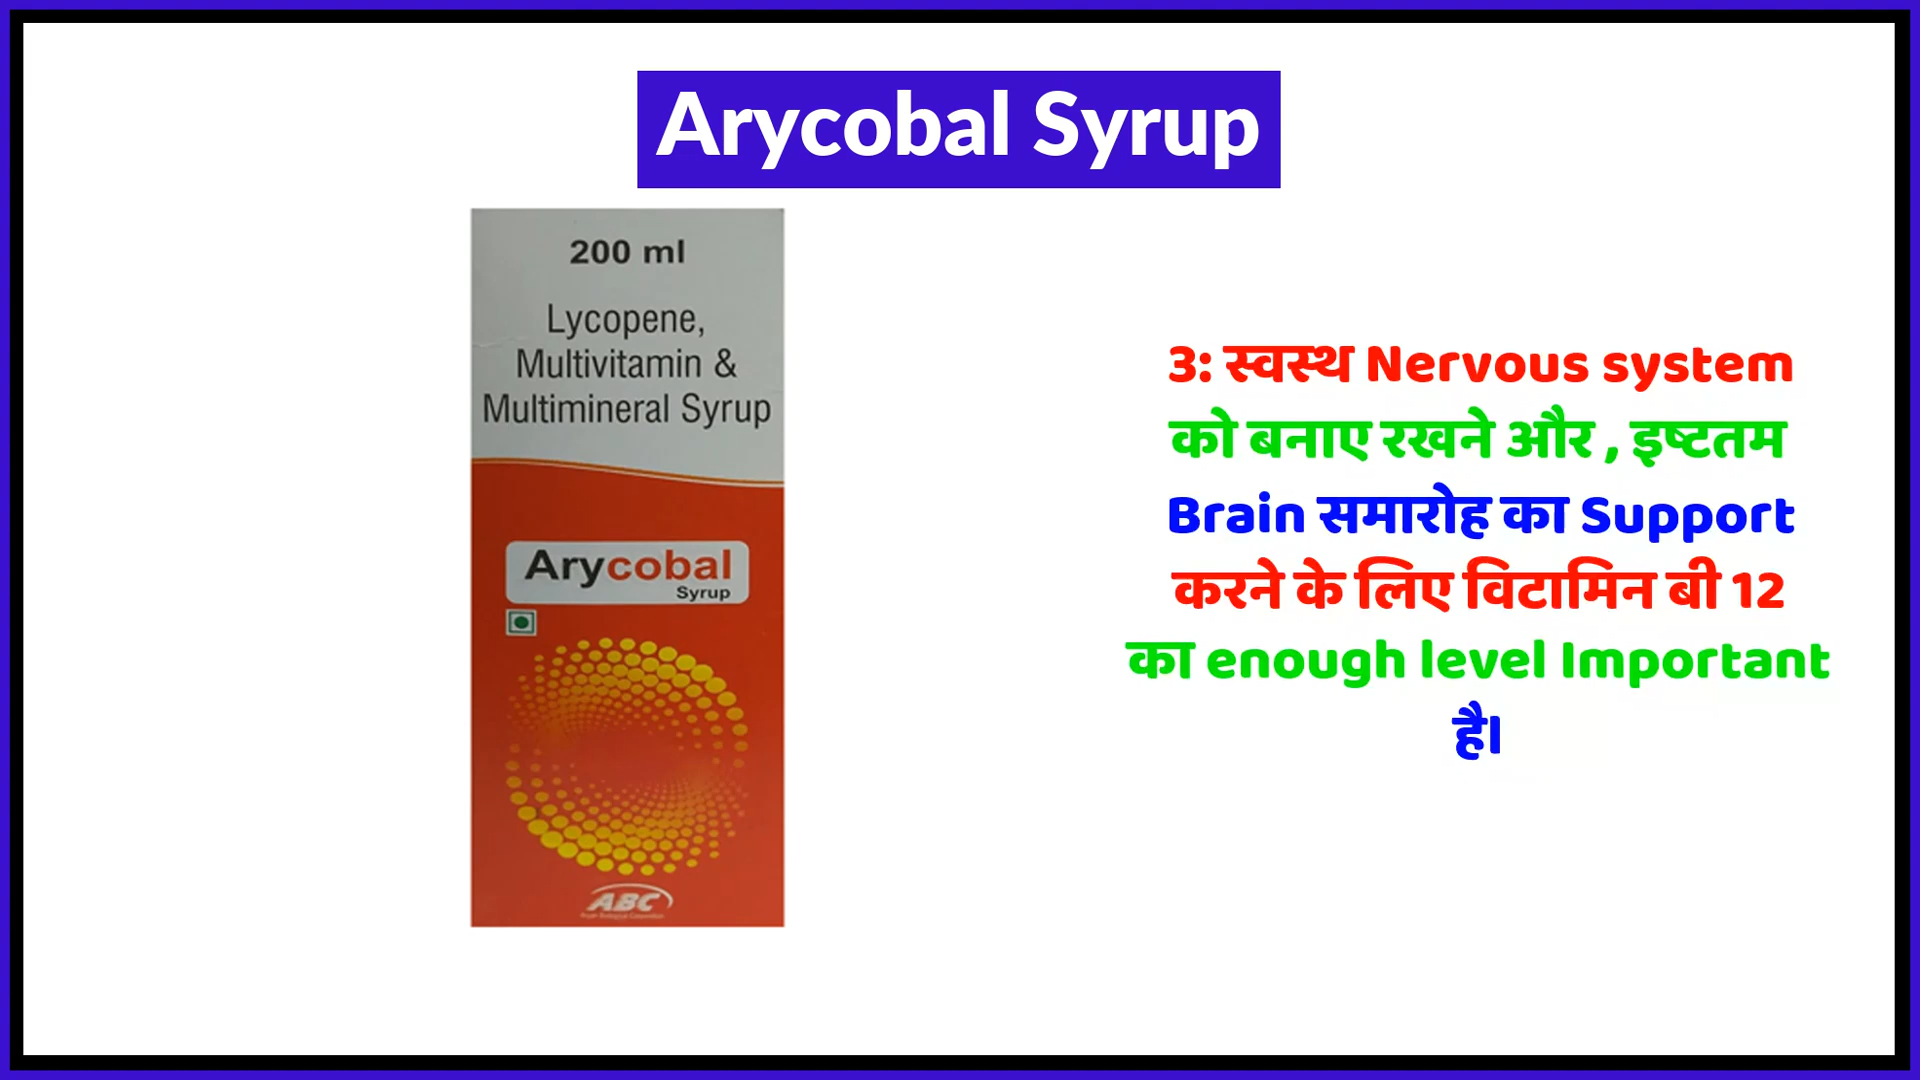 Arycobal Syrup
200 ml
Lycopene,
Multivitamin &
Multimineral Syrup
Arycobal
Syrup
ABC
3: स्वस्थ Nervous system
को बनाए रखने और , इष्टतम
Brain समारोह का Support
करने के लिए विटामिन बी 12
का enough level Important
है।